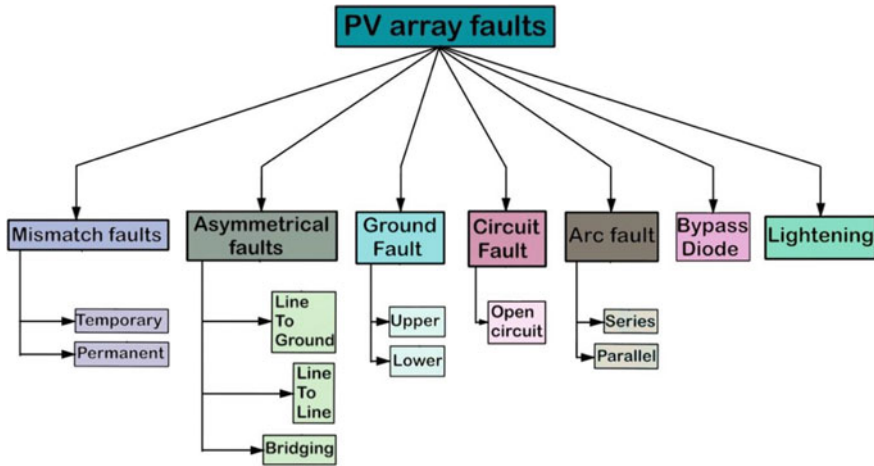 PV array faults
Mismatch faults
Temporary
Permanent
Asymmetrical
faults
Line
To
Ground
Line
To
Line
Bridging
Ground
Fault
Upper
Lower
Circuit
Fault
Open
circuit
Arc fault
Series
Parallel
Bypass
Diode
Lightening